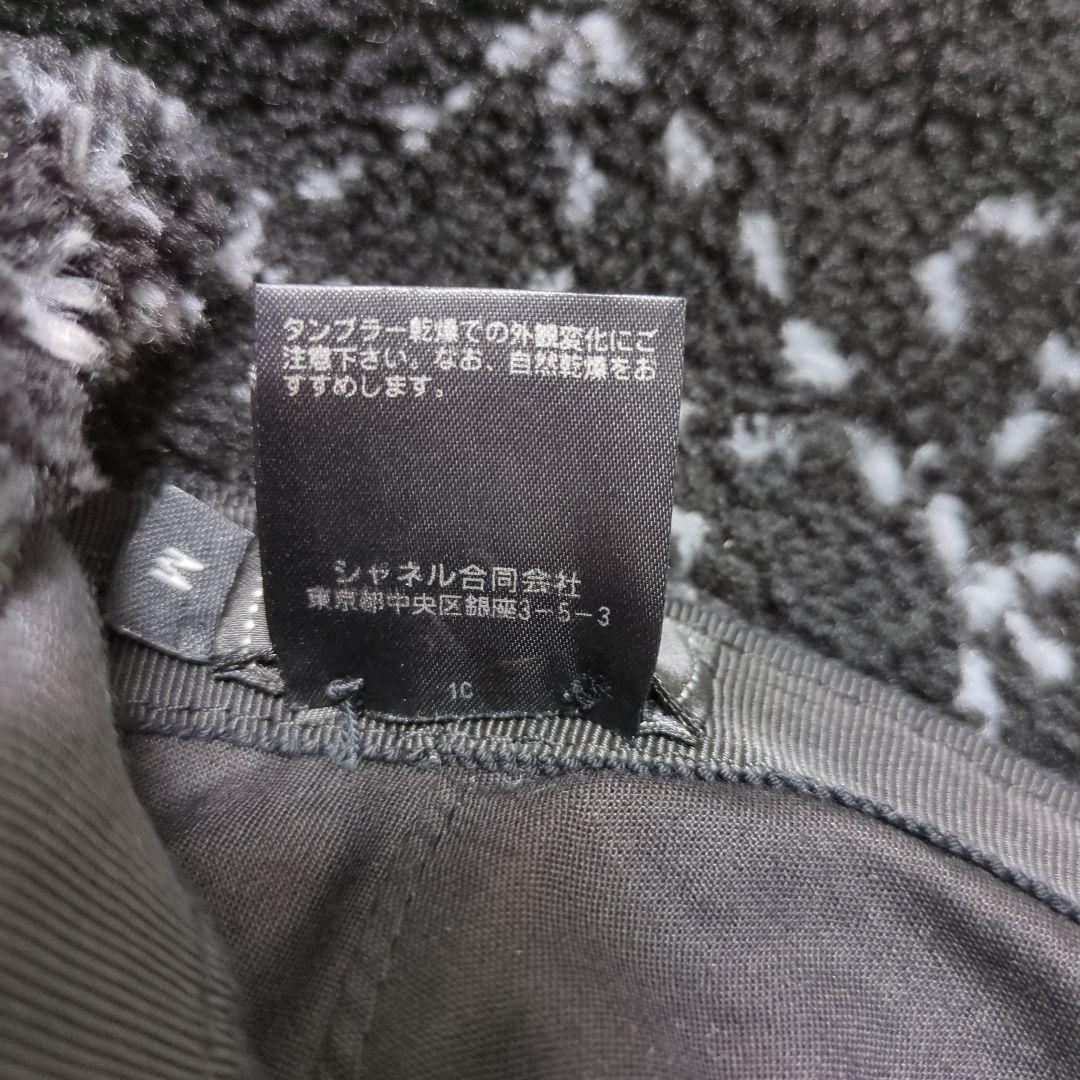 タンブラー乾燥での外観変化にご
注意下さい。なお、自然乾燥をお
すすめします。
M
シャネル合同会社
東京都中央区銀座3-5-3
1C